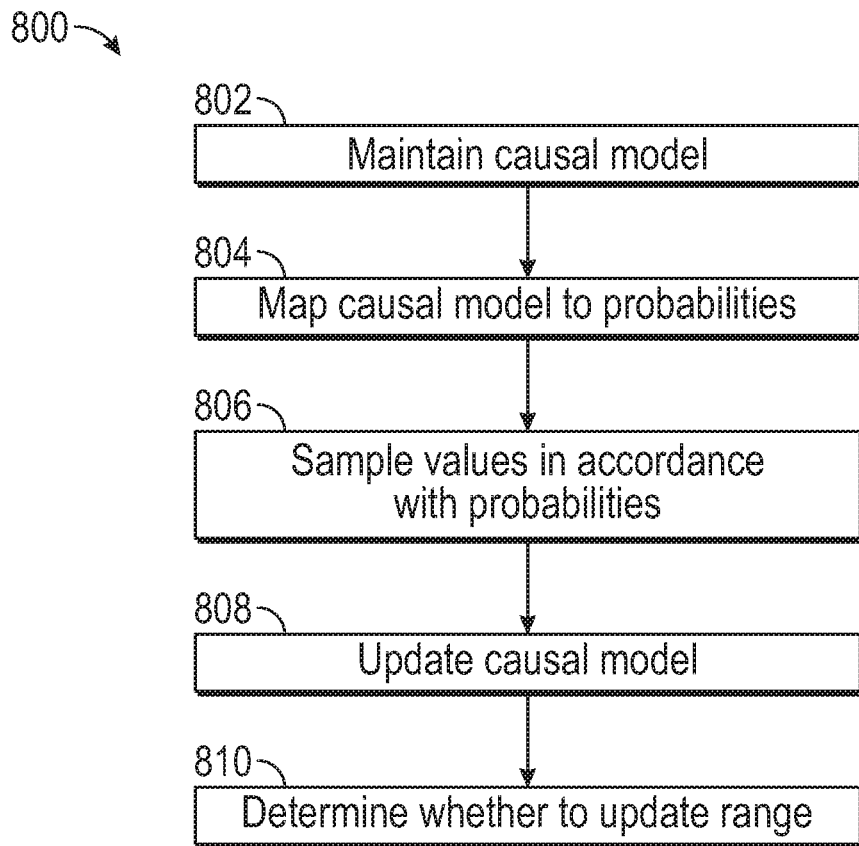 800
802
Maintain causal model
804
Map causal model to probabilities
806
Sample values in accordance
with probabilities
808
Update causal model
810
Determine whether to update range